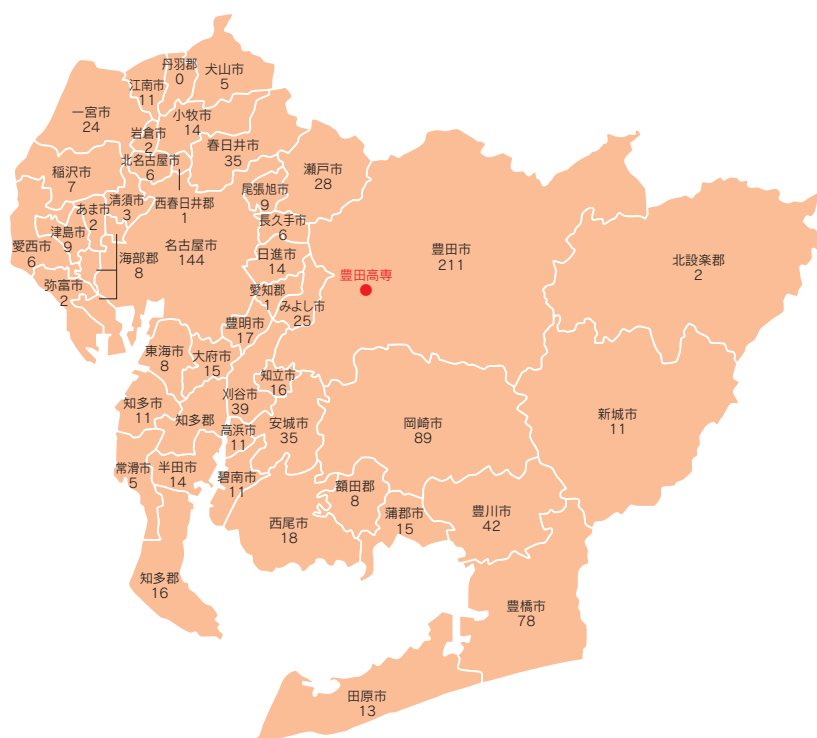 丹羽郡
0
犬山市
5
江南市
11
一宮市
24
小牧市
14
岩倉市
2
春日井市
35
北名古屋市
6
瀬戸市
28
稲沢市
7
尾張旭市
9
清須市
3
西春日井郡
1
あま市
2
長久手市
6
津島市
9
愛西市
6
海部郡
8
名古屋市
144
日進市
14
豊田市
211
北設楽郡
2
豊田高専
弥富市
2
愛知郡
1
みよし市
25
豊明市
17
東海市
8
大府市
15
知立市
16
刈谷市
39
知多市
11
知多郡
高浜市
11
安城市
35
岡崎市
89
新城市
11
常滑市
5
半田市
14
碧南市
11
額田郡
8
西尾市
18
蒲郡市
15
豊川市
42
知多郡
16
豊橋市
78
田原市
13